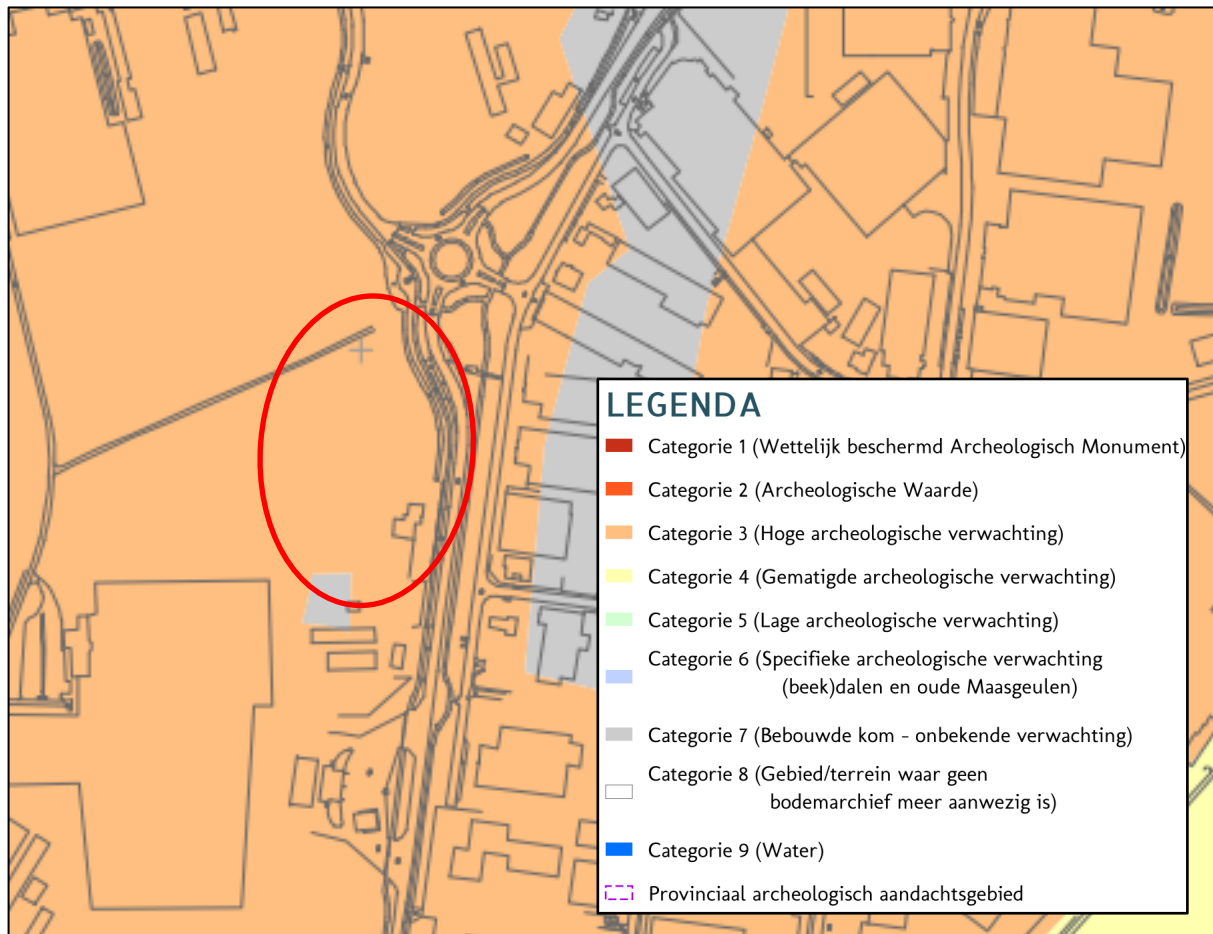 LEGENDA
Categorie 1 (Wettelijk beschermd Archeologisch Monument)
Categorie 2 (Archeologische Waarde)
Categorie 3 (Hoge archeologische verwachting)
Categorie 4 (Gematigde archeologische verwachting)
Categorie 5 (Lage archeologische verwachting)
Categorie 6 (Specifieke archeologische verwachting
(beek)dalen en oude Maasgeulen)
Categorie 7 (Bebouwde kom - onbekende verwachting)
Categorie 8 (Gebied/terrein waar geen
bodemarchief meer aanwezig is)
Categorie 9 (Water)
Provinciaal archeologisch aandachtsgebied